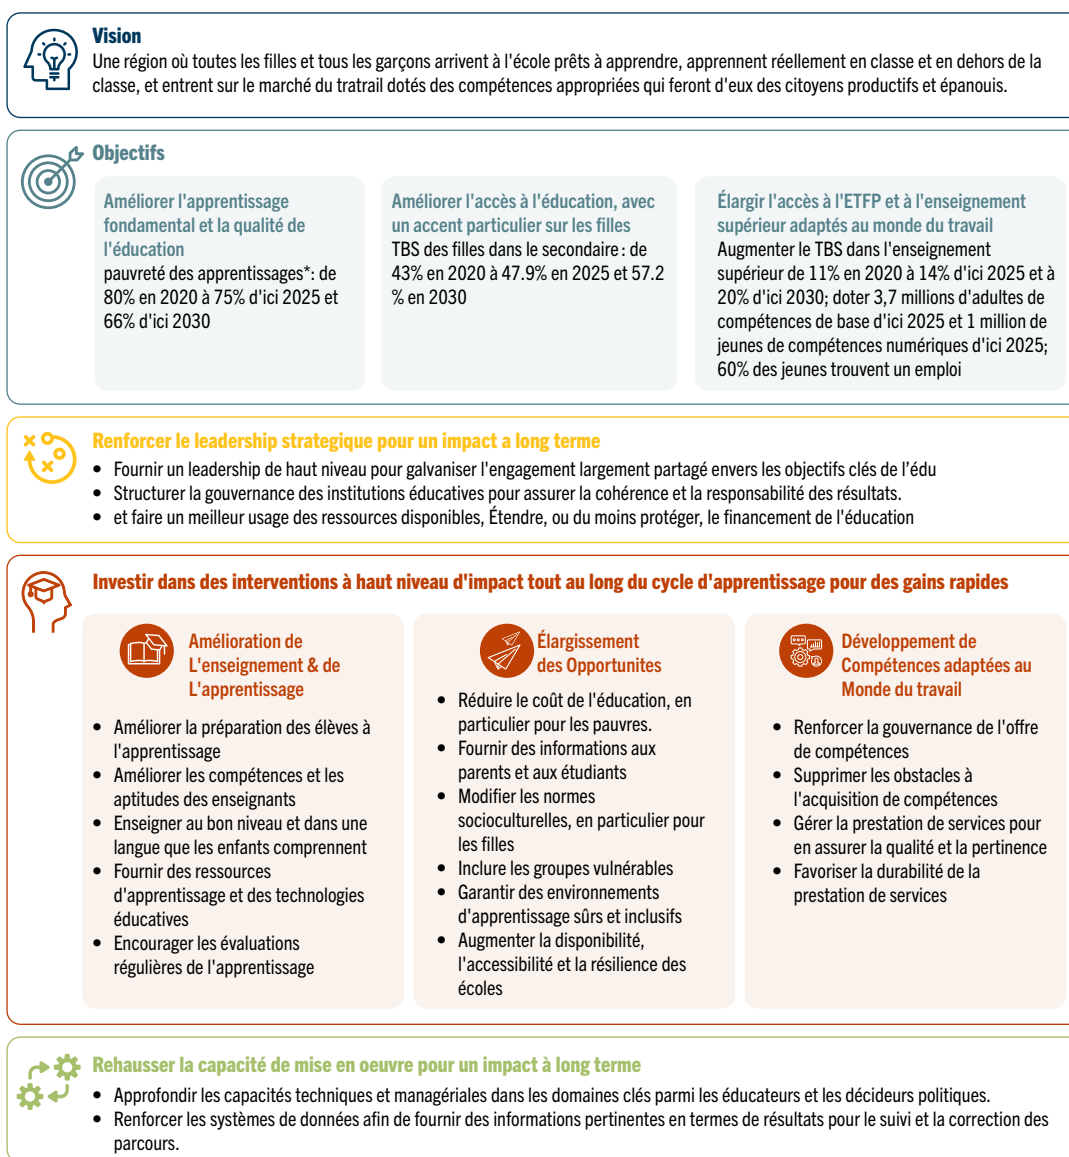 Vision
Une région où toutes les filles et tous les garçons arrivent à l'école prêts à apprendre, apprennent réellement en classe et en dehors de la
classe, et entrent sur le marché du tratrail dotés des compétences appropriées qui feront d'eux des citoyens productifs et épanouis.
Objectifs
Améliorer l'apprentissage
fondamental et la qualité de
l'éducation
pauvreté des apprentissages*: de
80% en 2020 à 75% d'ici 2025 et
66% d'ici 2030
Améliorer l'accès à l'éducation, avec
un accent particulier sur les filles
TBS des filles dans le secondaire : de
43% en 2020 à 47.9% en 2025 et 57.2
% en 2030
Élargir l'accès à l'ETFP et à l'enseignement
supérieur adaptés au monde du travail
Augmenter le TBS dans l'enseignement
supérieur de 11% en 2020 à 14% d'ici 2025 et à
20% d'ici 2030; doter 3,7 millions d'adultes de
compétences de base d'ici 2025 et 1 million de
jeunes de compétences numériques d'ici 2025;
60% des jeunes trouvent un emploi
Renforcer le leadership strategique pour un impact a long terme
• Fournir un leadership de haut niveau pour galvaniser l'engagement largement partagé envers les objectifs clés de l'édu
• Structurer la gouvernance des institutions éducatives pour assurer la cohérence et la responsabilité des résultats.
• et faire un meilleur usage des ressources disponibles, Étendre, ou du moins protéger, le financement de l'éducation
Investir dans des interventions à haut niveau d'impact tout au long du cycle d'apprentissage pour des gains rapides
Amélioration de
L'enseignement & de
L'apprentissage
• Améliorer la préparation des élèves à
l'apprentissage
• Améliorer les compétences et les
aptitudes des enseignants
• Enseigner au bon niveau et dans une
langue que les enfants comprennent
• Fournir des ressources
d'apprentissage et des technologies
éducatives
• Encourager les évaluations
régulières de l'apprentissage
Élargissement
des Opportunites
• Réduire le coût de l'éducation, en
particulier pour les pauvres.
• Fournir des informations aux
parents et aux étudiants
• Modifier les normes
socioculturelles, en particulier pour
les filles
• Inclure les groupes vulnérables
• Garantir des environnements
d'apprentissage sûrs et inclusifs
• Augmenter la disponibilité,
l'accessibilité et la résilience des
écoles
Développement de
Compétences adaptées au
Monde du travail
• Renforcer la gouvernance de l'offre
de compétences
• Supprimer les obstacles à
l'acquisition de compétences
• Gérer la prestation de services pour
en assurer la qualité et la pertinence
• Favoriser la durabilité de la
prestation de services
Rehausser la capacité de mise en oeuvre pour un impact à long terme
• Approfondir les capacités techniques et managériales dans les domaines clés parmi les éducateurs et les décideurs politiques.
• Renforcer les systèmes de données afin de fournir des informations pertinentes en termes de résultats pour le suivi et la correction des
parcours.